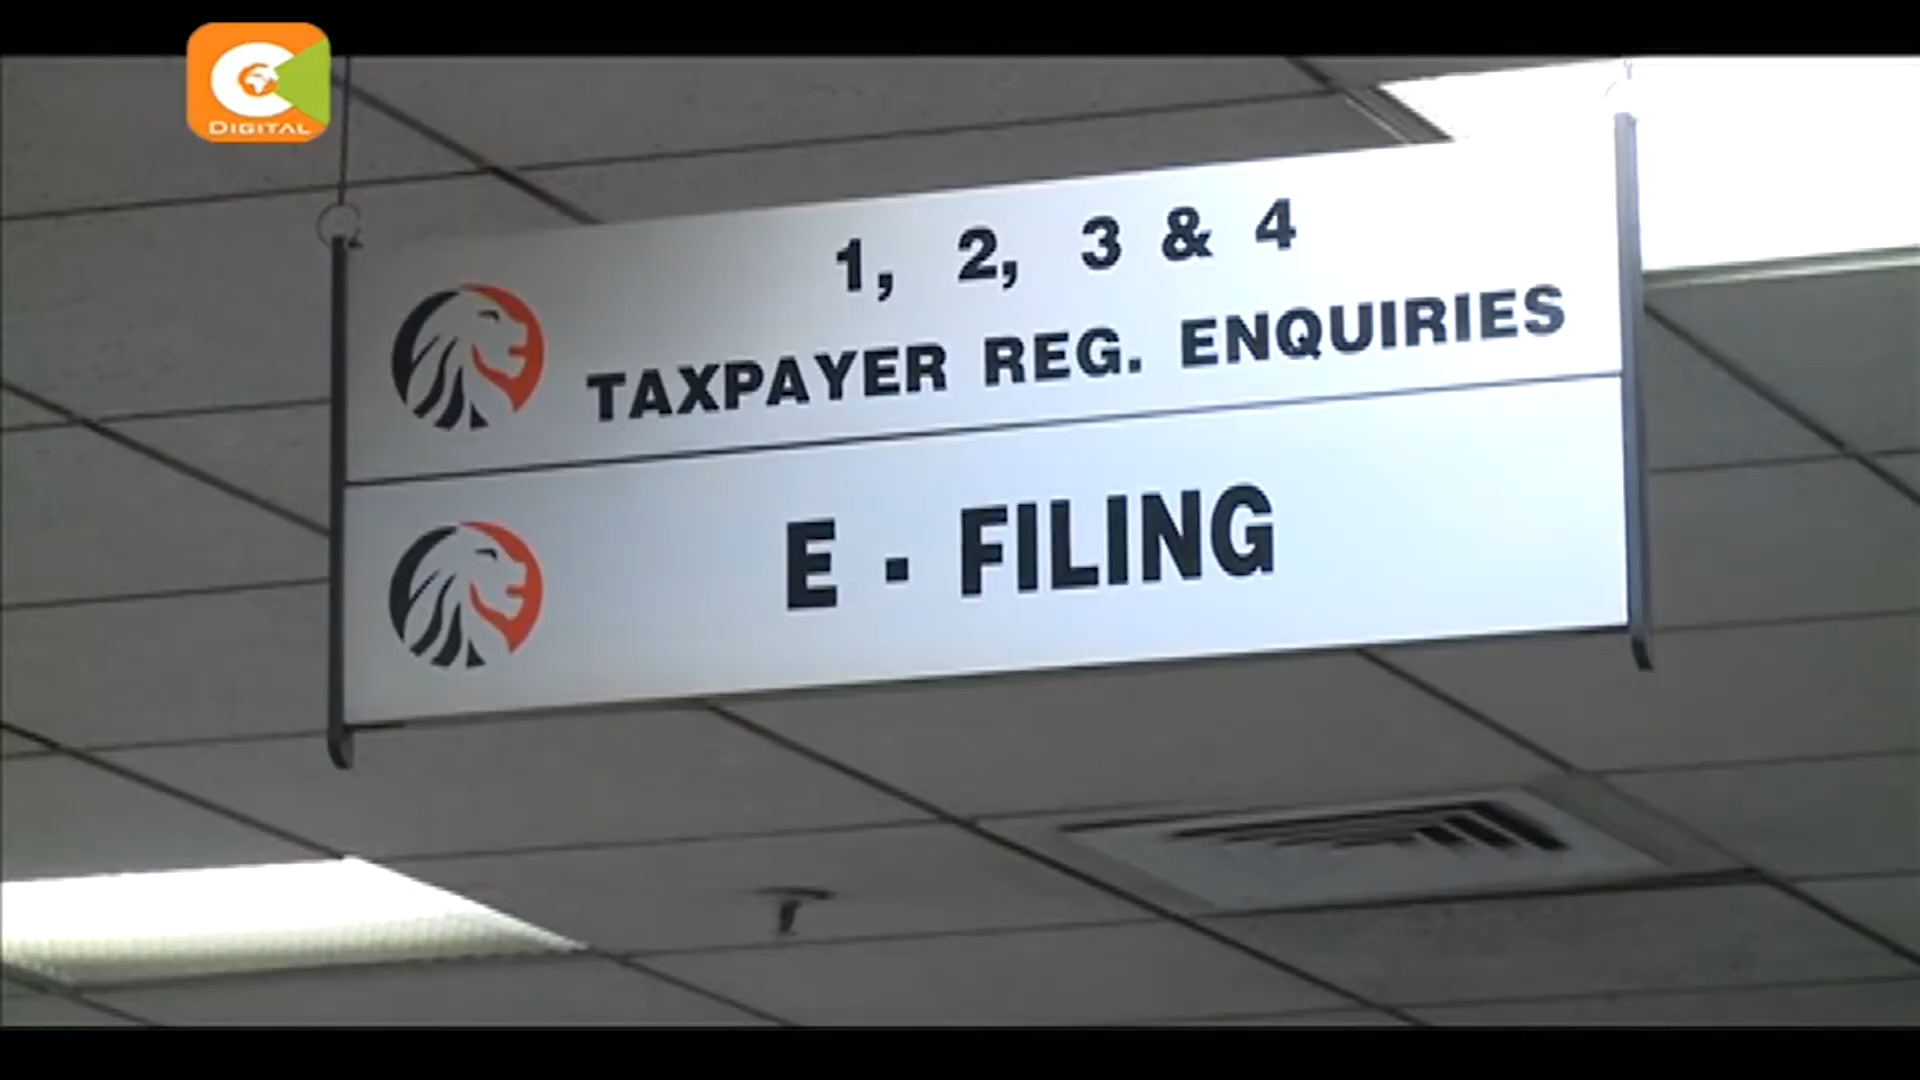 DIGITAL
1, 2, 3 & 4
TAXPAYER REG. ENQUIRIES
E - FILING